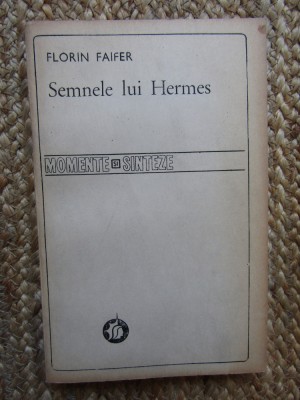 FLORIN FAIFER
Semnele lui Hermes
MOMENTE SINTEZE